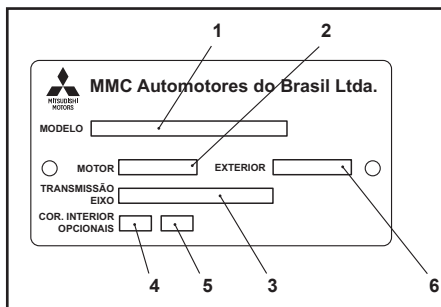 1 2
MITSUBISHI
MOTORS
MMC Automotores do Brasil Ltda.
MODELO
MOTOR EXTERIOR
TRANSMISSÃO
EIXO
COR. INTERIOR
OPCIONAIS
4 5 3 6